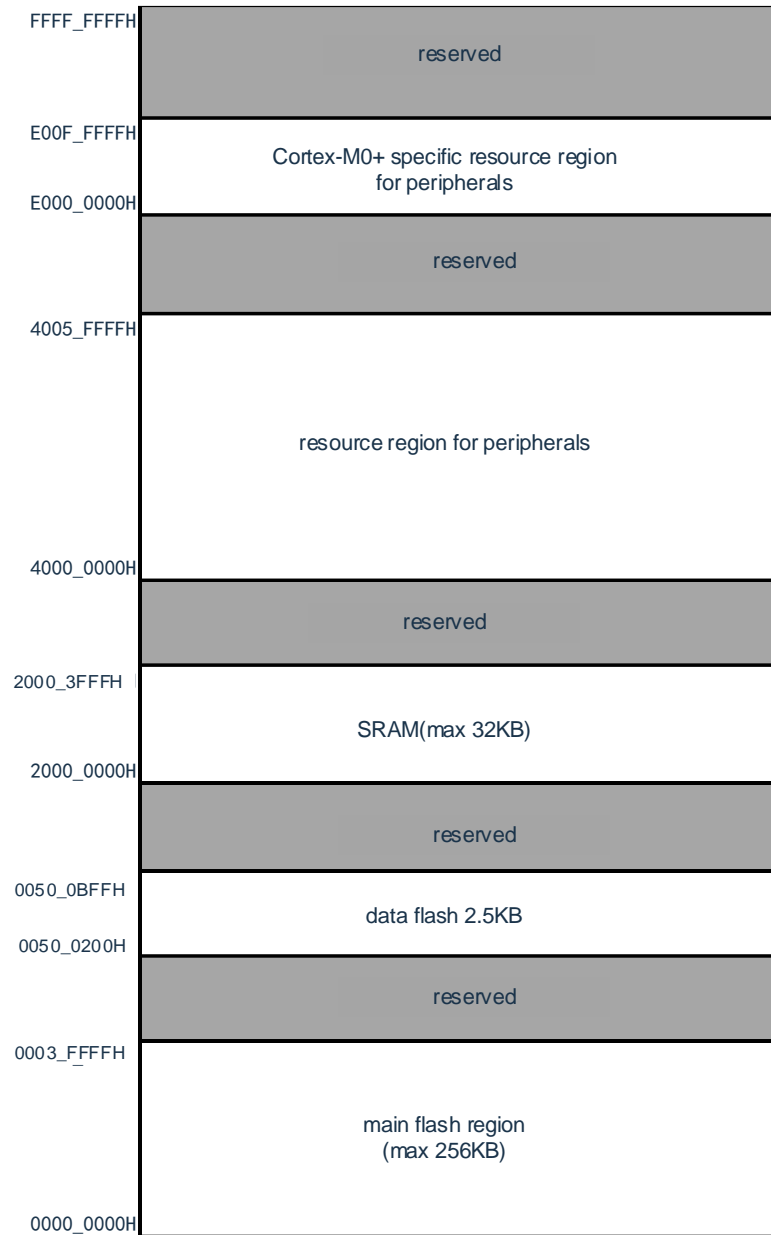 FFFF_FFFFH
reserved
E00F_FFFFH
Cortex-M0+ specific resource region
for peripherals
E000_0000H
reserved
4005_FFFFH
resource region for peripherals
4000_0000H
reserved
2000_3FFFH
SRAM(max 32KB)
2000_0000H
reserved
0050_0BFFH
data flash 2.5KB
0050_0200H
reserved
0003_FFFFH
main flash region
(max 256KB)
0000_0000H